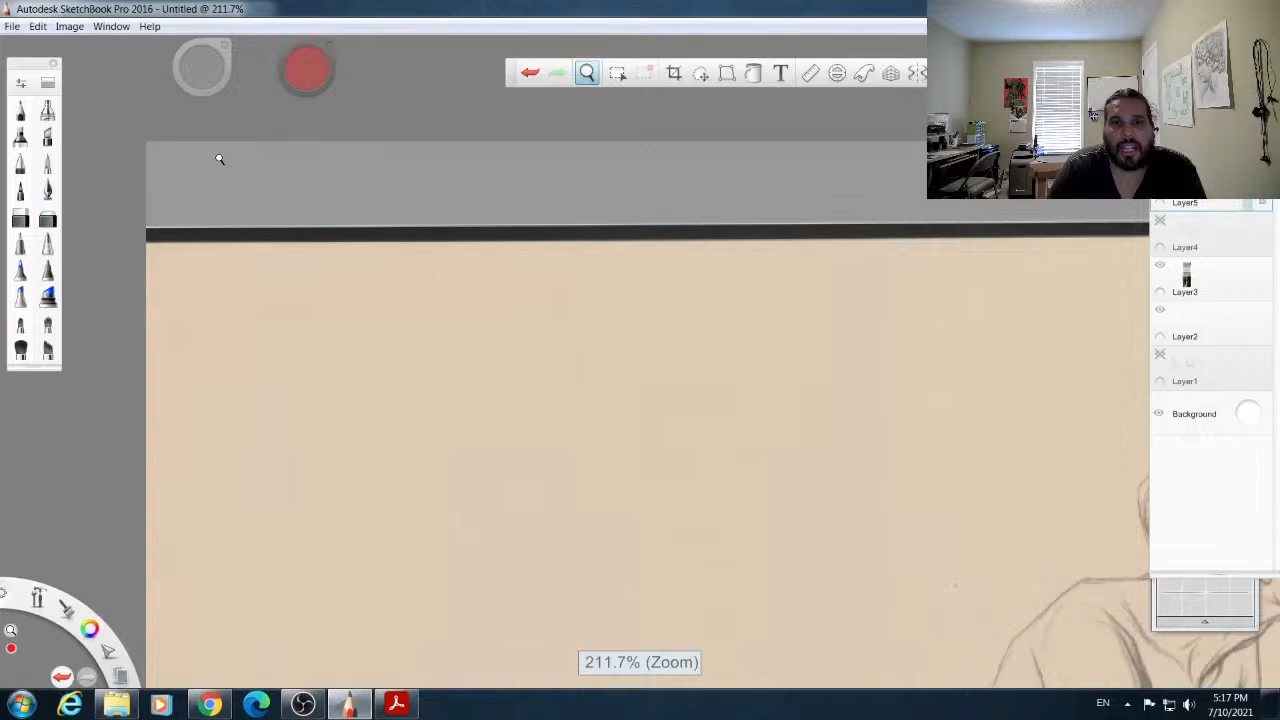 Autodesk SketchBook Pro 2016 - Untitled @ 211.7%
File Edit Image Window Help
T
Layer5
Layer4
Layer3
Layer2
Layer1
Background
211.7% (Zoom)
EN
5:17 PM
7/10/2021